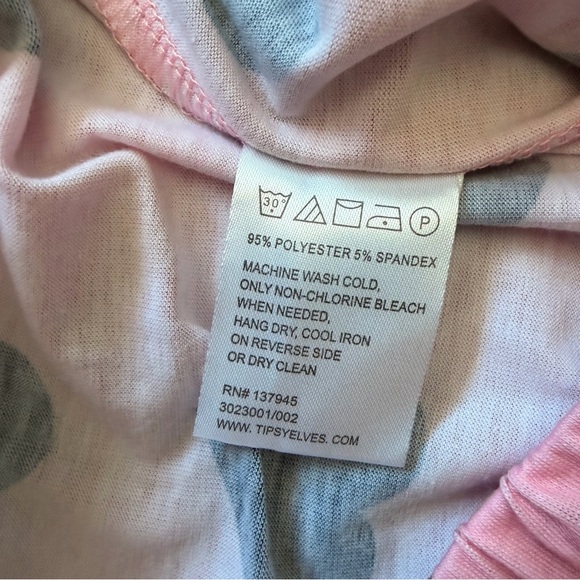 30° P
95% POLYESTER 5% SPANDEX
MACHINE WASH COLD,
ONLY NON-CHLORINE BLEACH
WHEN NEEDED,
HANG DRY, COOL IRON
ON REVERSE SIDE
OR DRY CLEAN
RN# 137945
3023001/002
WWW. TIPSYELVES. COM